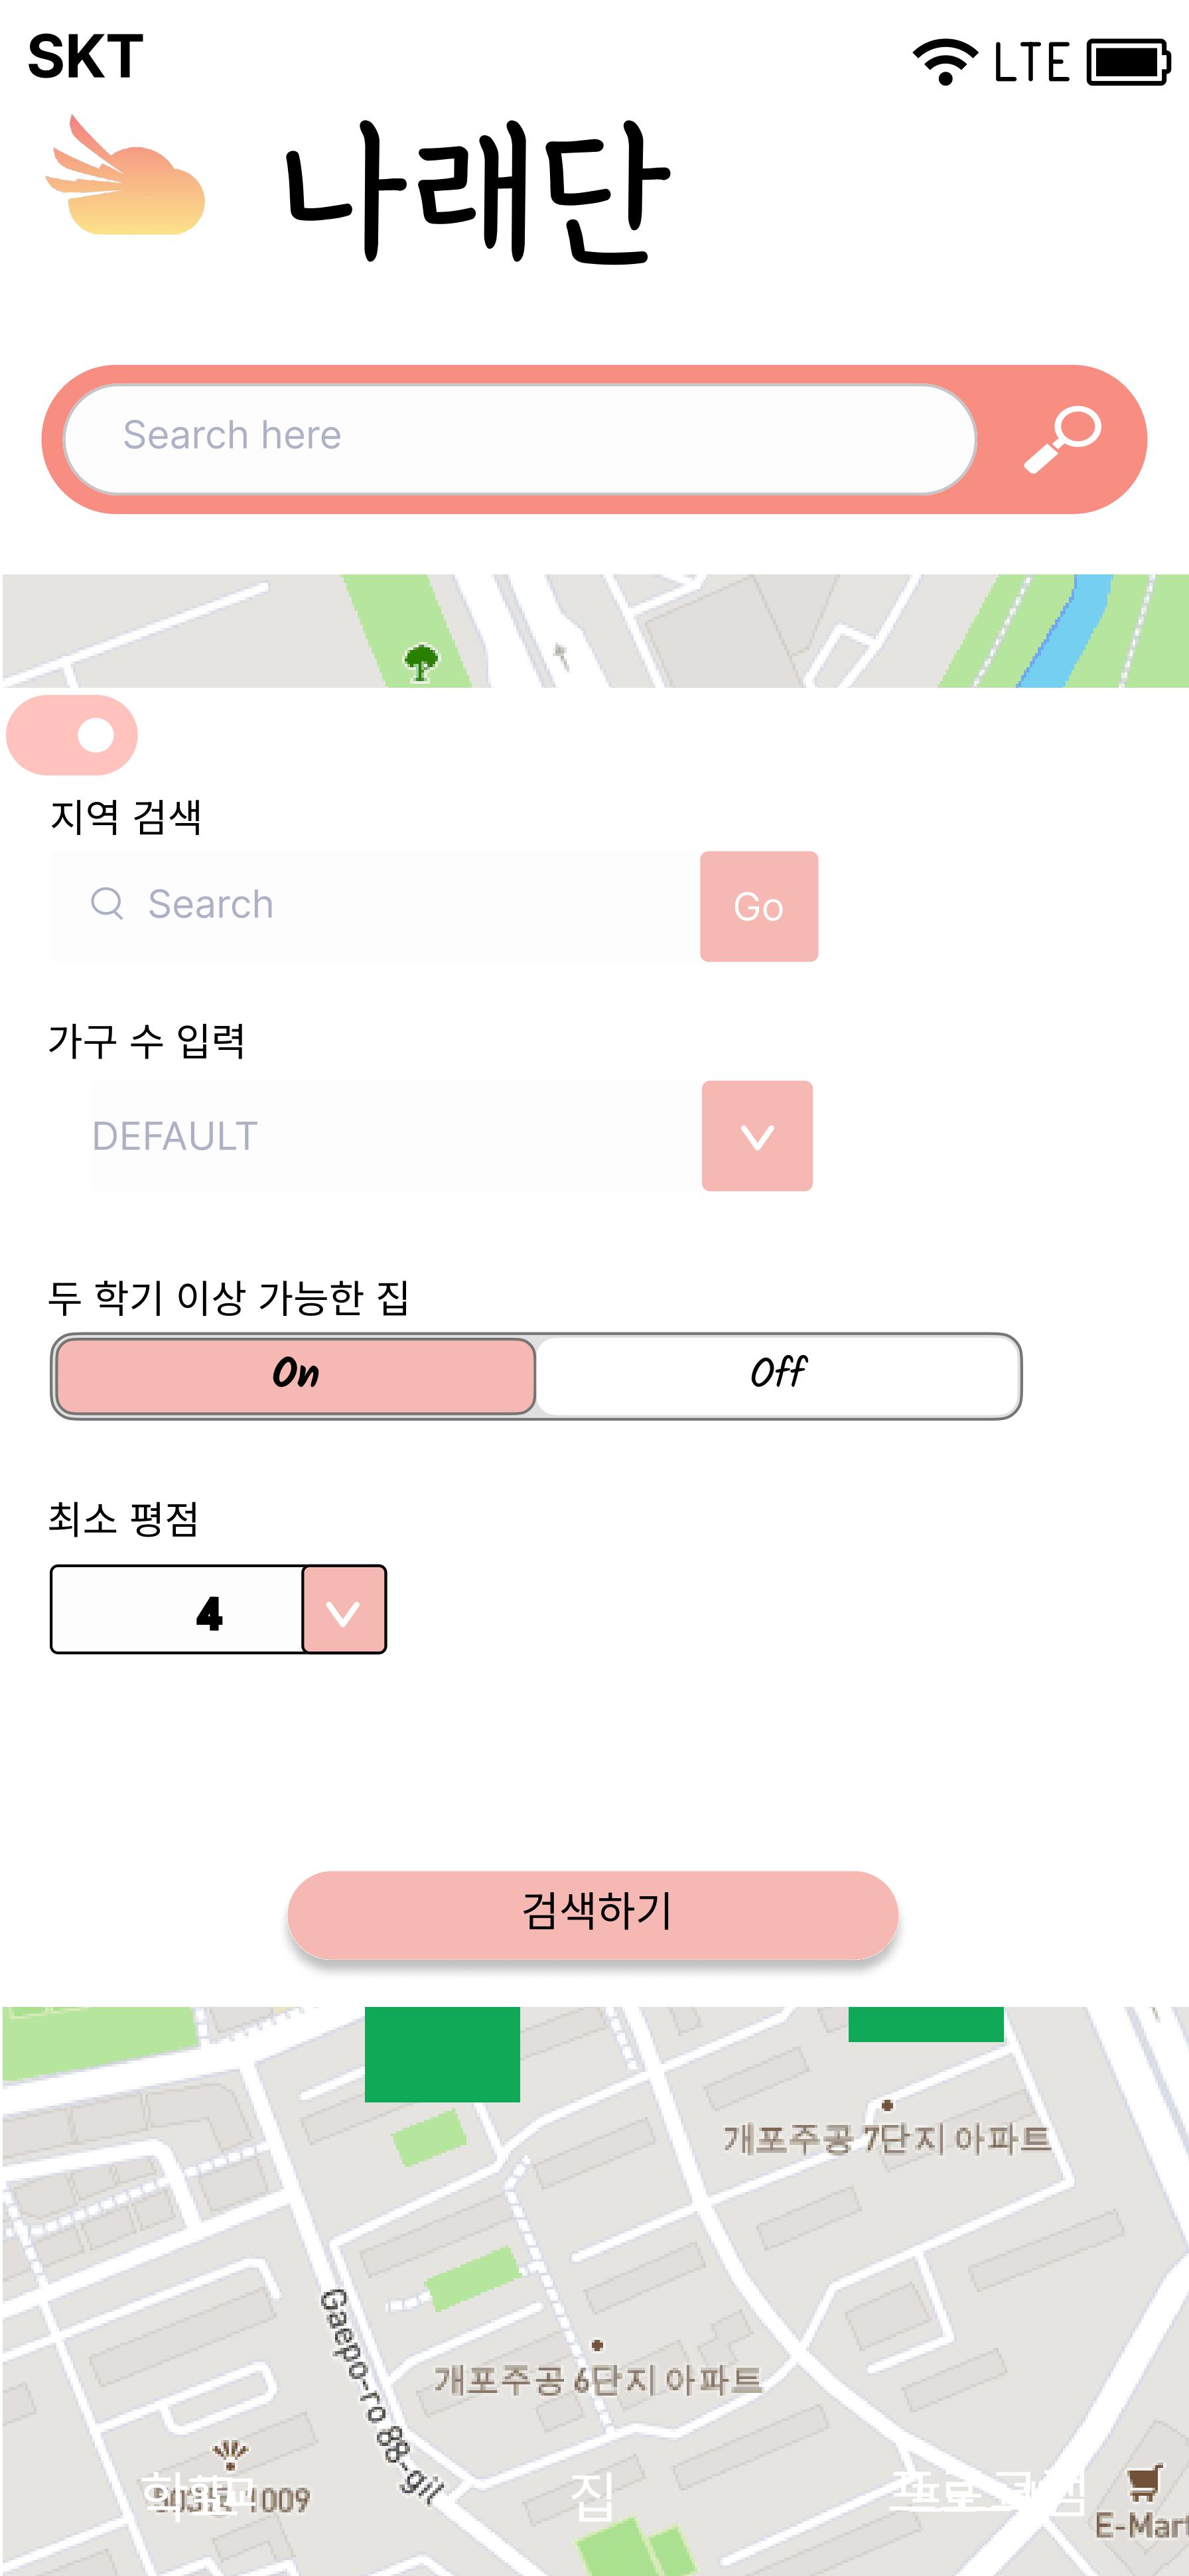 SKT LTE
나래단
Search here
지역 검색
Search Go
가구 수 입력
DEFAULT
두 학기 이상 가능한 집
On Off
최소 평점
4
검색하기
개포주공 7단지 아파트
Gaepo-ro 88-gil
개포주공 6단지 아파트
집
E-Mart